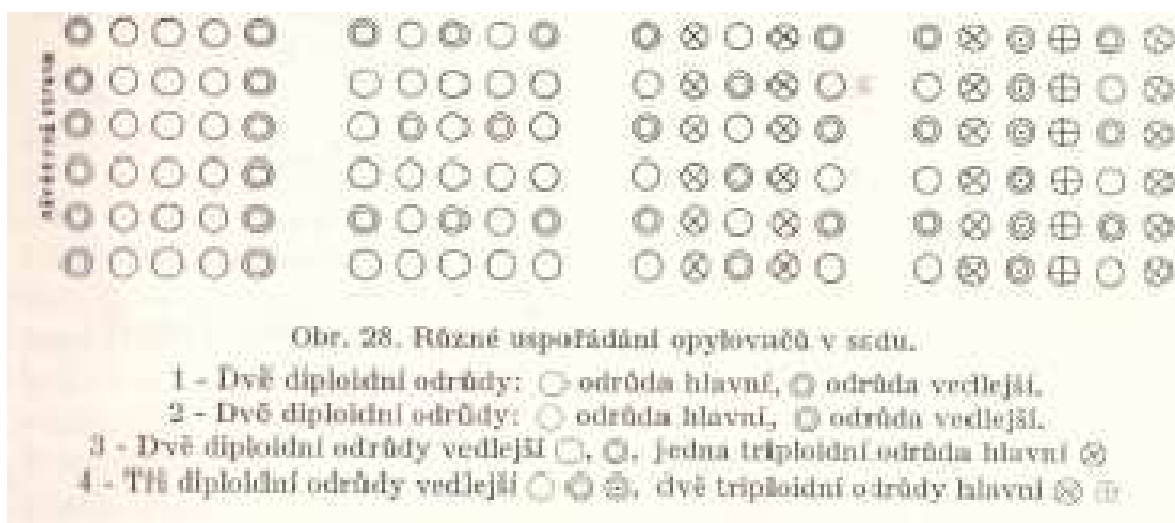 Obr. 28. Různé uspořádání opylovačů v sadu.
1 - Dvě diploidní odrůdy: odrůda hlavní, odrůda vedlejší.
2 - Dvě diploidní odrůdy: odrůda hlavní, odrůda vedlejší.
3 - Dvě diploidní odrůdy vedlejší , , jedna triploidní odrůda hlavní
4 - Tři diploidní odrůdy vedlejší , dvě triploidní odrůdy hlavní